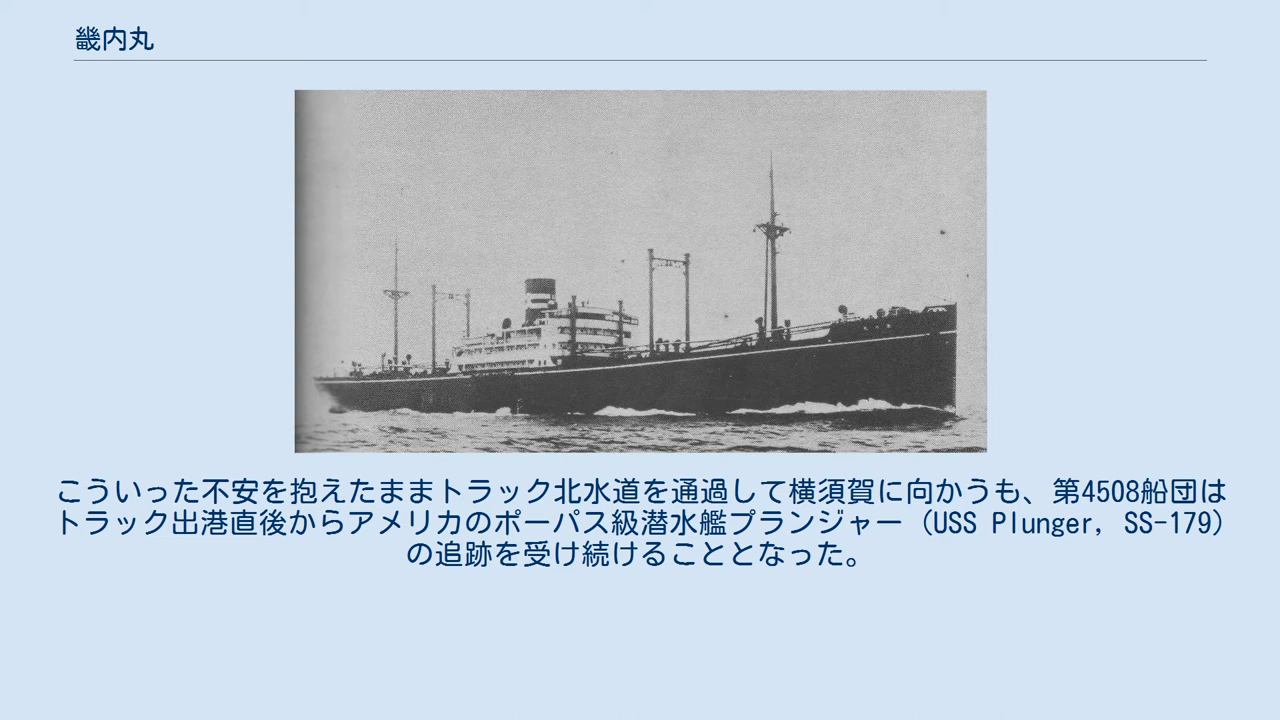 畿内丸
こういった不安を抱えたままトラック北水道を通過して横須賀に向かうも、第4508船団は
トラック出港直後からアメリカのポーパス級潜水艦プランジャー（USS Plunger, SS-179）
の追跡を受け続けることとなった。